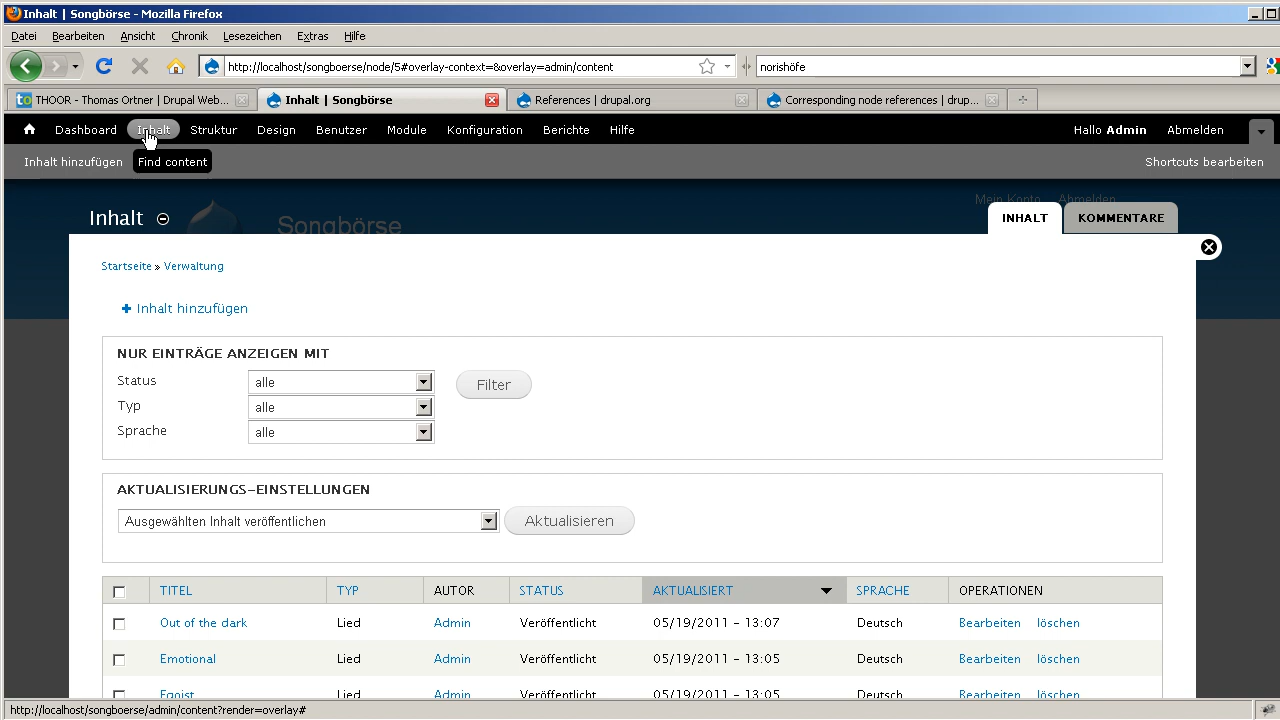 Inhalt | Songbörse - Mozilla Firefox
Datei Bearbeiten Ansicht Chronik Lesezeichen Extras Hilfe
http://localhost/songboerse/node/5#overlay-context=&overlay=admin/content norishöfe
THOOR - Thomas Ortner | Drupal Web... Inhalt | Songbörse References | drupal.org Corresponding node references | drup...
Dashboard Inhalt Struktur Design Benutzer Module Konfiguration Berichte Hilfe Hallo Admin Abmelden
Inhalt hinzufügen Find content Shortcuts bearbeiten
Mein Konto Abmelden
Inhalt Songbörse INHALT KOMMENTARE
Startseite » Verwaltung
+ Inhalt hinzufügen
NUR EINTRÄGE ANZEIGEN MIT
Status alle Filter
Typ alle
Sprache alle
AKTUALISIERUNGS-EINSTELLUNGEN
Ausgewählten Inhalt veröffentlichen Aktualisieren
TITEL TYP AUTOR STATUS AKTUALISIERT SPRACHE OPERATIONEN
Out of the dark Lied Admin Veröffentlicht 05/19/2011 - 13:07 Deutsch Bearbeiten löschen
Emotional Lied Admin Veröffentlicht 05/19/2011 - 13:05 Deutsch Bearbeiten löschen
Egoist Lied Admin Veröffentlicht 05/19/2011 - 13:05 Deutsch Bearbeiten löschen
http://localhost/songboerse/admin/content?render=overlay#